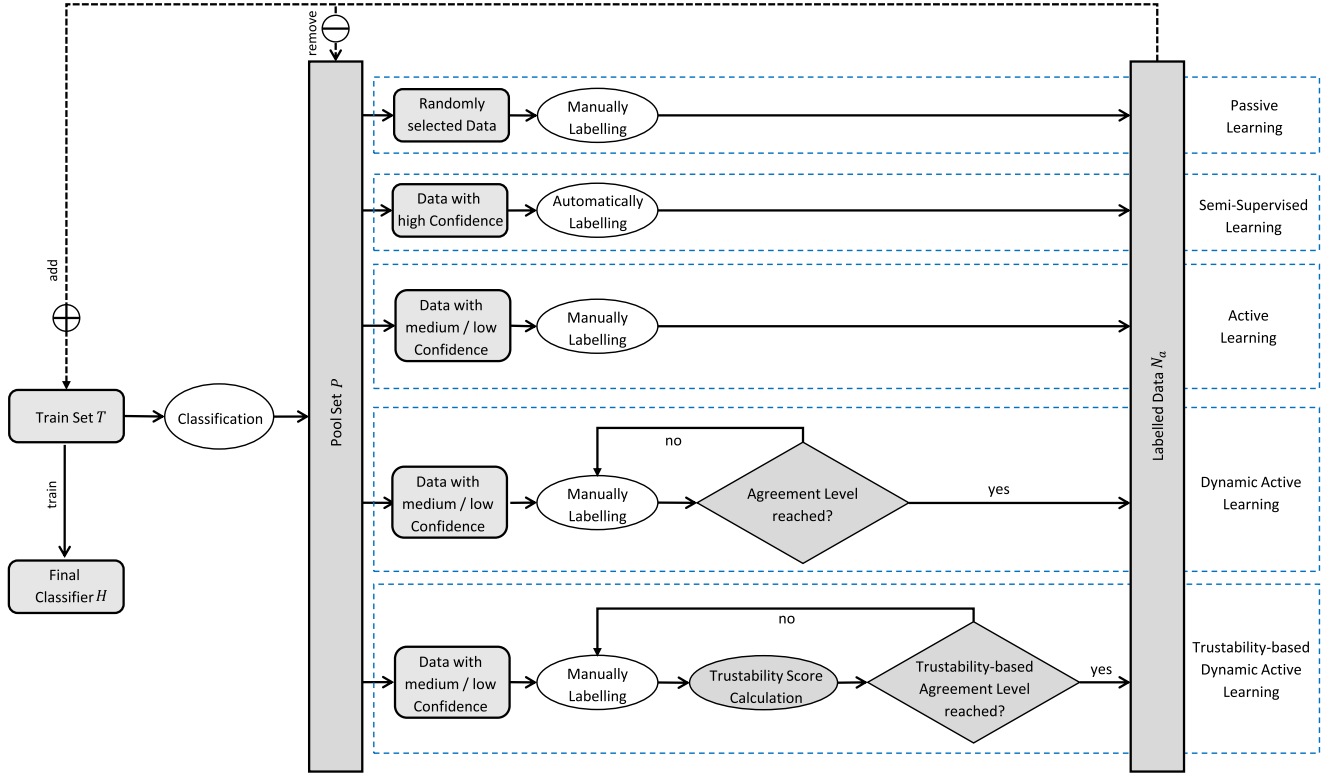 remove
Randomly
selected Data
Manually
Labelling
Passive
Learning
Data with
high Confidence
Automatically
Labelling
Semi-Supervised
Learning
add
Data with
medium / low
Confidence
Manually
Labelling
Active
Learning
Train Set T
Classification
Pool Set P
Labelled Data Nₐ
no
Data with
medium / low
Confidence
Manually
Labelling
Agreement Level
reached?
yes
Dynamic Active
Learning
train
Final
Classifier H
no
Data with
medium / low
Confidence
Manually
Labelling
Trustability Score
Calculation
Trustability-based
Agreement Level
reached?
yes
Trustability-based
Dynamic Active
Learning